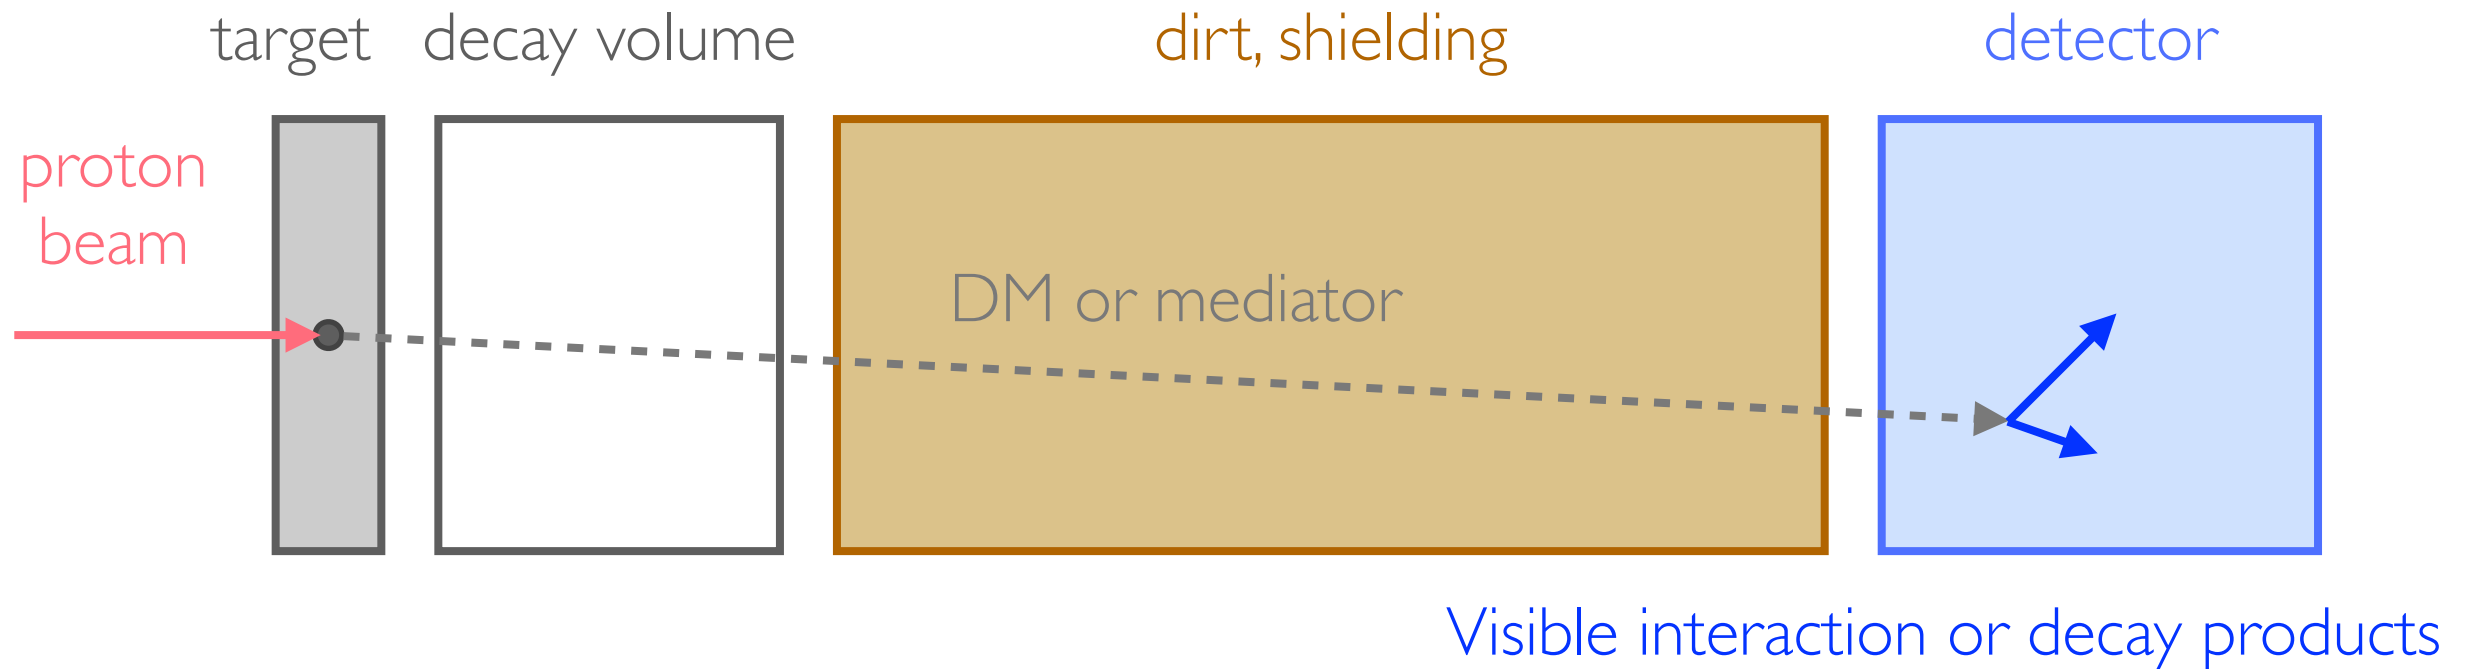 target
decay volume
dirt, shielding
detector
proton
beam
DM or mediator
Visible interaction or decay products